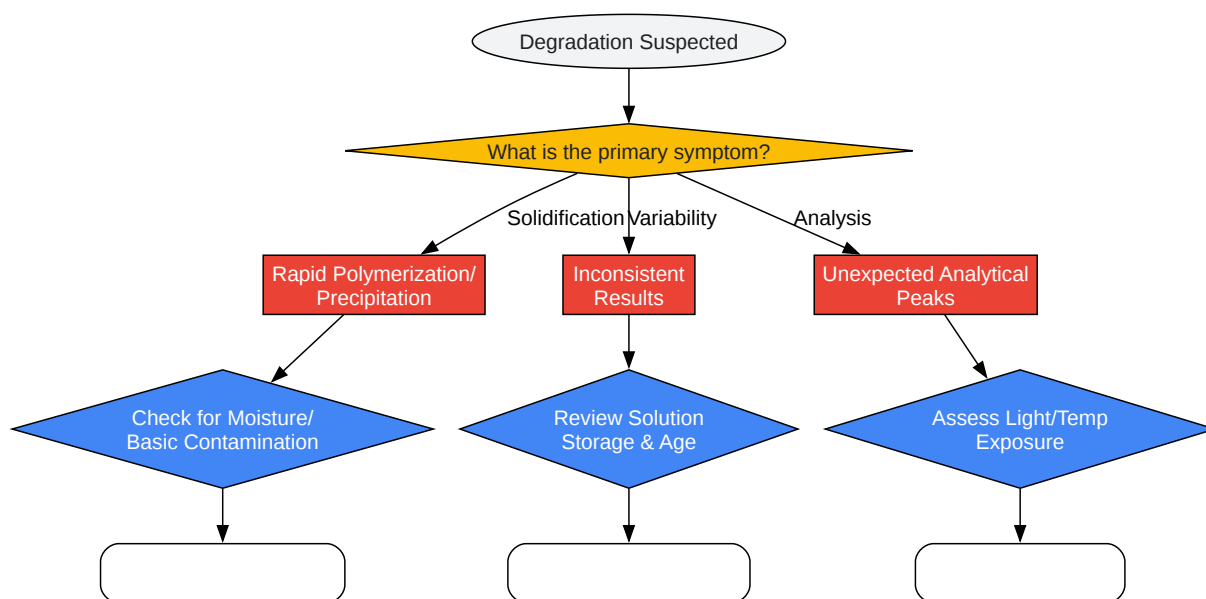 Degradation Suspected
What is the primary symptom?
Solidification
Variability
Analysis
Rapid Polymerization/
Precipitation
Inconsistent
Results
Unexpected Analytical
Peaks
Check for Moisture/
Basic Contamination
Review Solution
Storage & Age
Assess Light/Temp
Exposure